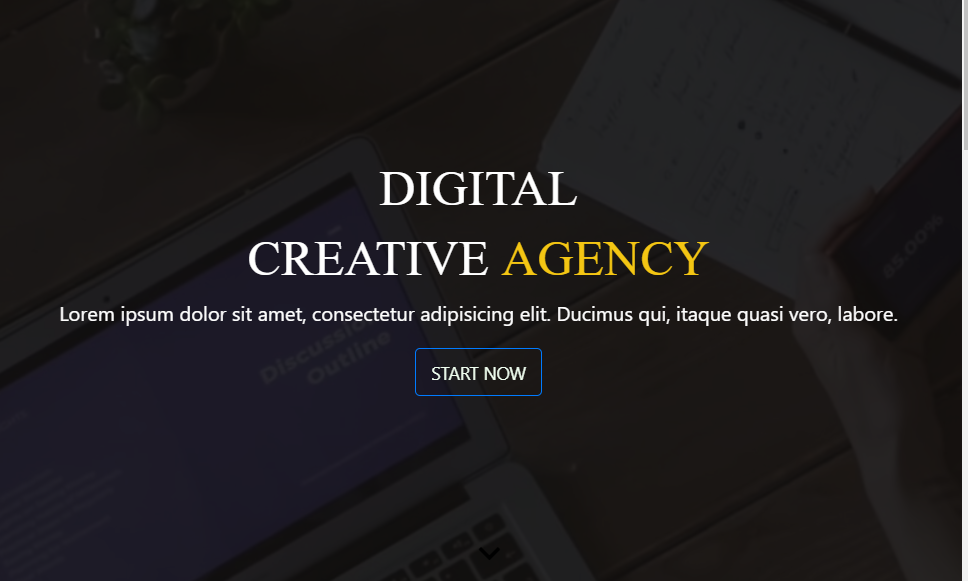 DIGITAL
CREATIVE AGENCY
Lorem ipsum dolor sit amet, consectetur adipisicing elit. Ducimus qui, itaque quasi vero, labore.
Discussion
Outline
05.00%
START NOW